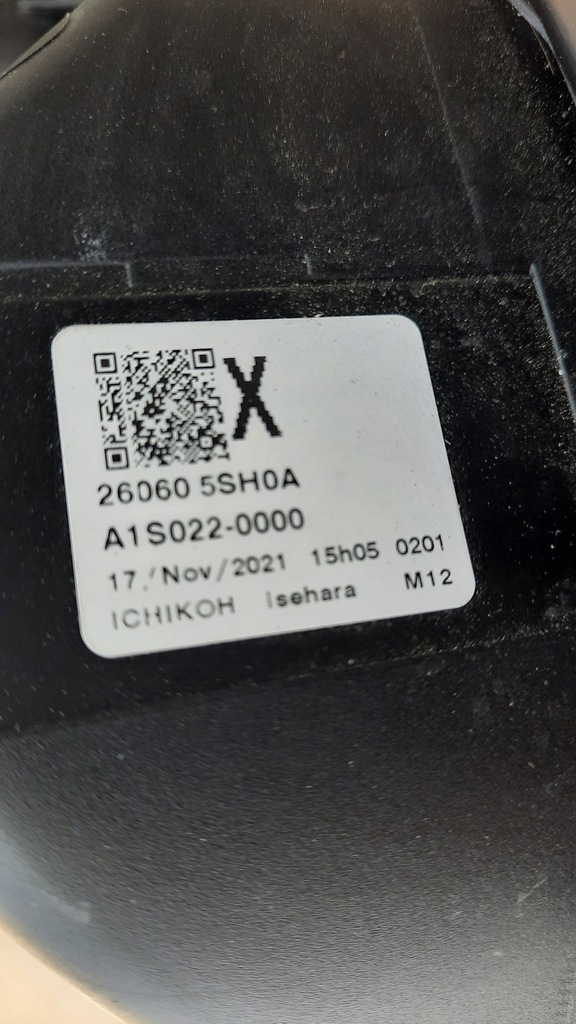 X
26060 5SH0A
A1S022-0000
17/Nov/2021 15h05 0201
ICHIKOH Isehara M12